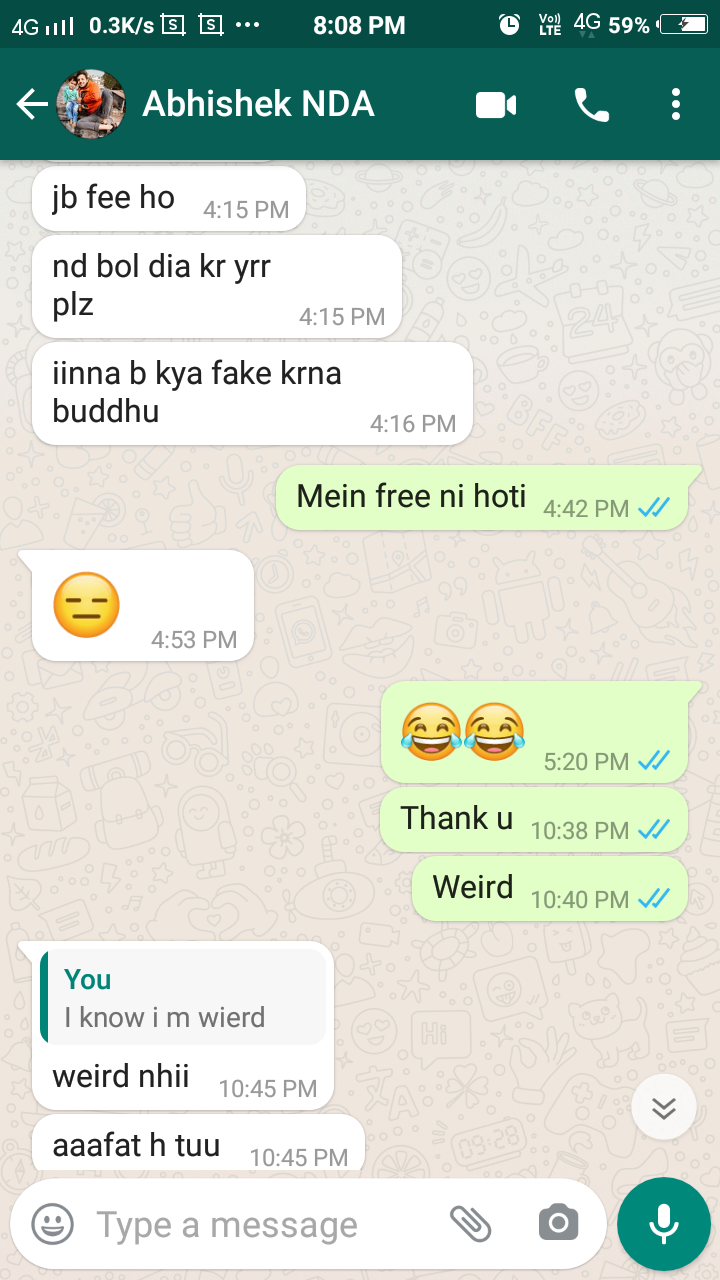 4G 0.3K/s S S ... 8:08 PM Vo)) LTE 4G 59%
Abhishek NDA
jb fee ho 4:15 PM
nd bol dia kr yrr
plz 4:15 PM
iinna b kya fake krna
buddhu 4:16 PM
Mein free ni hoti 4:42 PM
😑 4:53 PM
😂😂 5:20 PM
Thank u 10:38 PM
Weird 10:40 PM
You
I know i m wierd
weird nhii 10:45 PM
aaafat h tuu 10:45 PM
Type a message